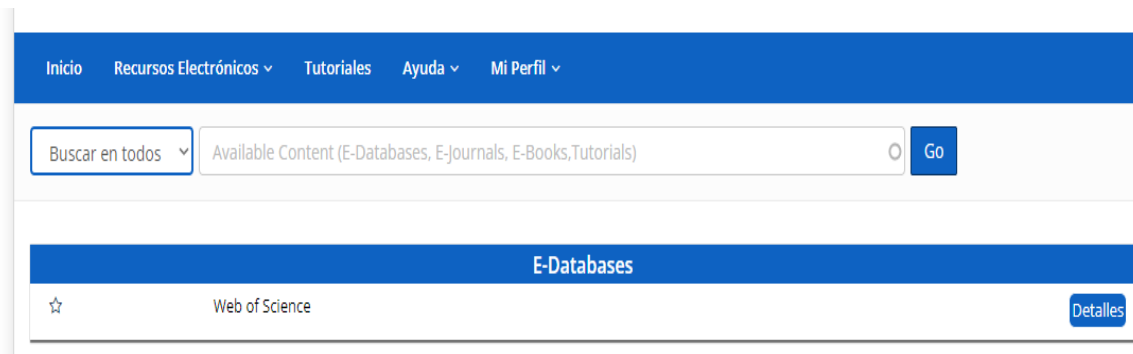 Inicio Recursos Electrónicos Tutoriales Ayuda Mi Perfil
Buscar en todos Available Content (E-Databases, E-Journals, E-Books,Tutorials) Go
E-Databases
Web of Science Detalles